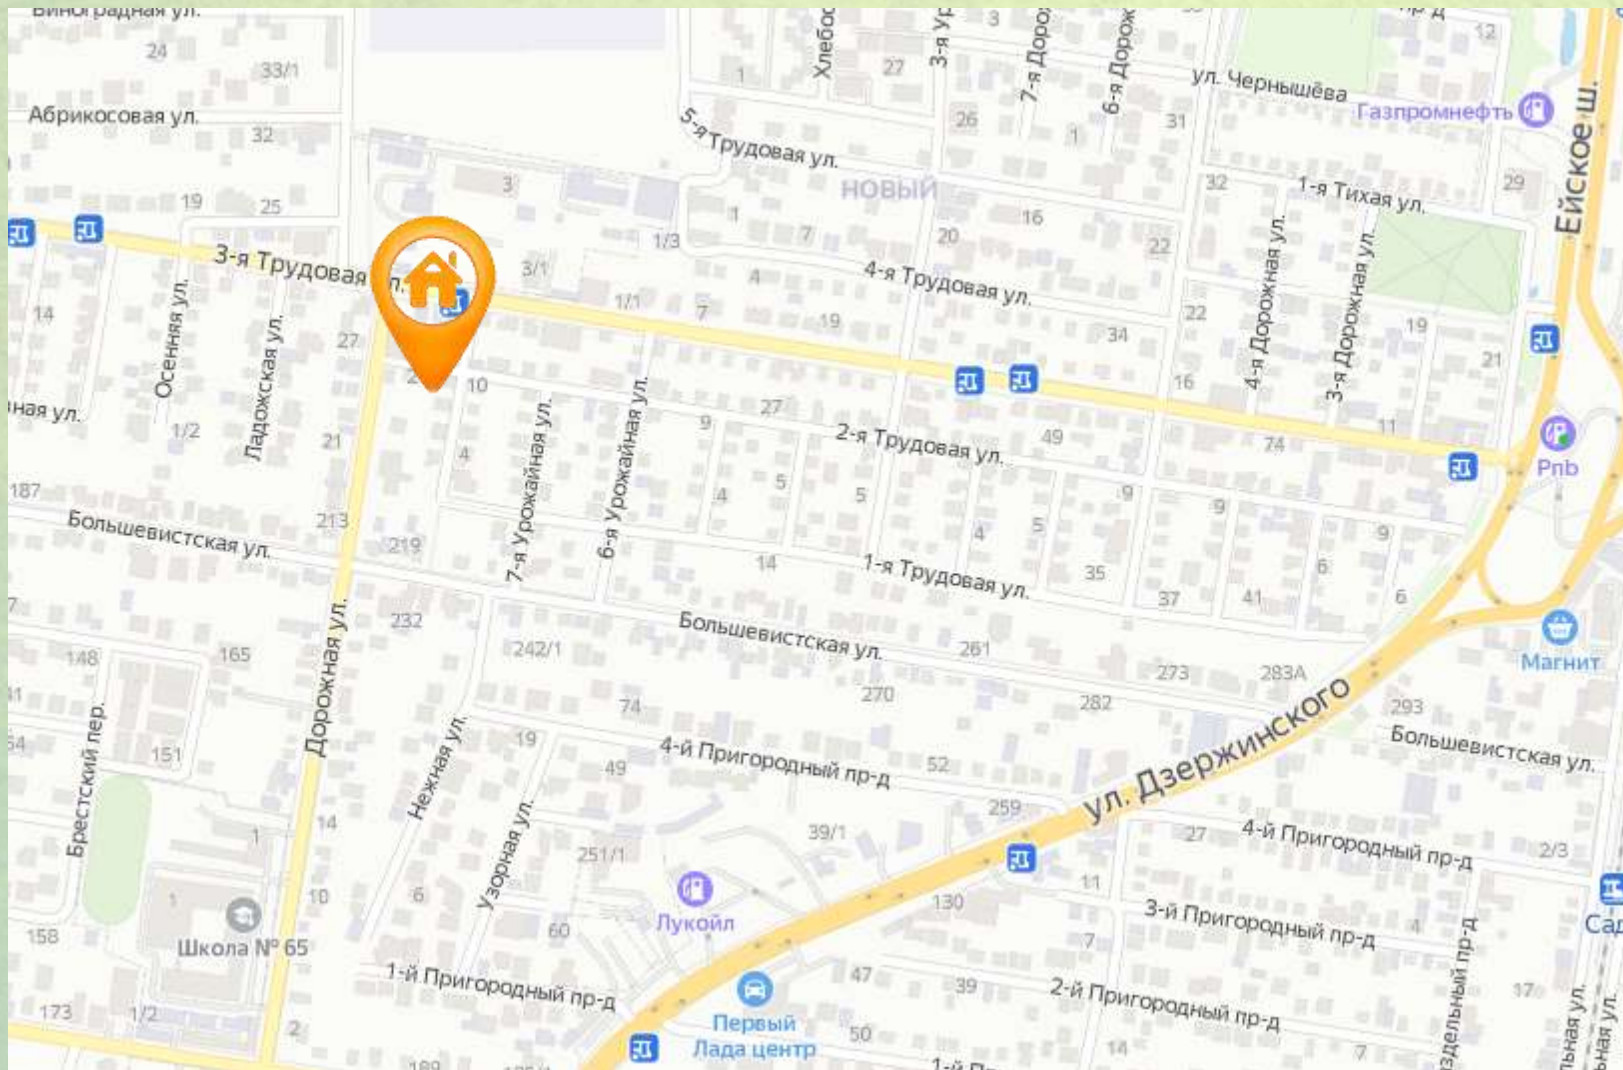 Виноградная ул.
24
33/1
Абрикосовая ул.
32
19
25
3-я Трудовая
14
Осенняя ул.
Ладожская ул.
27
1/2
21
187
Большевистская ул.
213
219
232
148
165
Брестский пер.
151
Дорожная ул.
14
1
10
1
Школа № 65
158
173
1/2
2
3
3/1
1/1
1/3
1
5-я Трудовая ул.
НОВЫЙ
27
3
26
1
ул. Чернышёва
12
Газпромнефть
Ейское ш.
31
32
1-я Тихая ул.
29
16
20
22
1
7
4
4-я Трудовая ул.
7
19
34
22
16
4-я Дорожная ул.
3-я Дорожная ул.
19
21
11
74
Pnb
10
4
7-я Урожайная ул.
6-я Урожайная ул.
27
9
2-я Трудовая ул.
49
4
5
5
4
5
9
9
9
14
1-я Трудовая ул.
35
37
41
6
6
Магнит
Большевистская ул.
242/1
261
270
273
282
283А
293
Большевистская ул.
74
19
49
4-й Пригородный пр-д
52
Нежная ул.
Узорная ул.
ул. Дзержинского
259
39/1
251/1
6
60
Лукойл
130
11
27
4-й Пригородный пр-д
2/3
3-й Пригородный пр-д
4
7
1-й Пригородный пр-д
47
39
2-й Пригородный пр-д
17
Первый
Лада центр
50
14
7